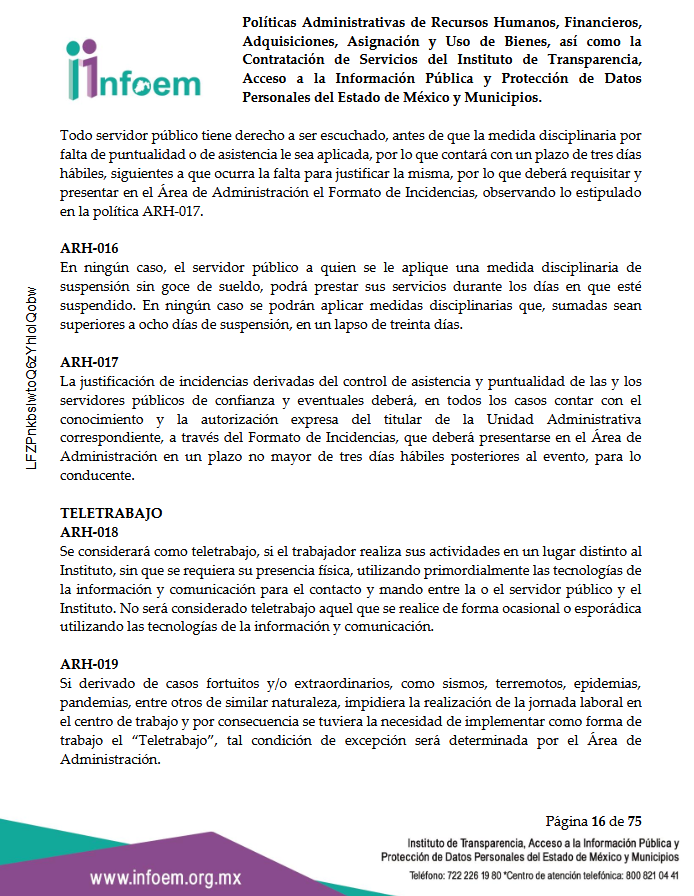 Políticas Administrativas de Recursos Humanos, Financieros,
Adquisiciones, Asignación y Uso de Bienes, así como la
Contratación de Servicios del Instituto de Transparencia,
Acceso a la Información Pública y Protección de Datos
Personales del Estado de México y Municipios.
infoem
Todo servidor público tiene derecho a ser escuchado, antes de que la medida disciplinaria por
falta de puntualidad o de asistencia le sea aplicada, por lo que contará con un plazo de tres días
hábiles, siguientes a que ocurra la falta para justificar la misma, por lo que deberá requisitar y
presentar en el Área de Administración el Formato de Incidencias, observando lo estipulado
en la política ARH-017.
ARH-016
En ningún caso, el servidor público a quien se le aplique una medida disciplinaria de
suspensión sin goce de sueldo, podrá prestar sus servicios durante los días en que esté
suspendido. En ningún caso se podrán aplicar medidas disciplinarias que, sumadas sean
superiores a ocho días de suspensión, en un lapso de treinta días.
ARH-017
La justificación de incidencias derivadas del control de asistencia y puntualidad de las y los
servidores públicos de confianza y eventuales deberá, en todos los casos contar con el
conocimiento y la autorización expresa del titular de la Unidad Administrativa
correspondiente, a través del Formato de Incidencias, que deberá presentarse en el Área de
Administración en un plazo no mayor de tres días hábiles posteriores al evento, para lo
conducente.
TELETRABAJO
ARH-018
Se considerará como teletrabajo, si el trabajador realiza sus actividades en un lugar distinto al
Instituto, sin que se requiera su presencia física, utilizando primordialmente las tecnologías de
la información y comunicación para el contacto y mando entre la o el servidor público y el
Instituto. No será considerado teletrabajo aquel que se realice de forma ocasional o esporádica
utilizando las tecnologías de la información y comunicación.
ARH-019
Si derivado de casos fortuitos y/o extraordinarios, como sismos, terremotos, epidemias,
pandemias, entre otros de similar naturaleza, impidiera la realización de la jornada laboral en
el centro de trabajo y por consecuencia se tuviera la necesidad de implementar como forma de
trabajo el “Teletrabajo”, tal condición de excepción será determinada por el Área de
Administración.
Página 16 de 75
Instituto de Transparencia, Acceso a la Información Pública y
Protección de Datos Personales del Estado de México y Municipios
Teléfono: 722 226 19 80 *Centro de atención telefónica: 800 821 04 41
www.infoem.org.mx